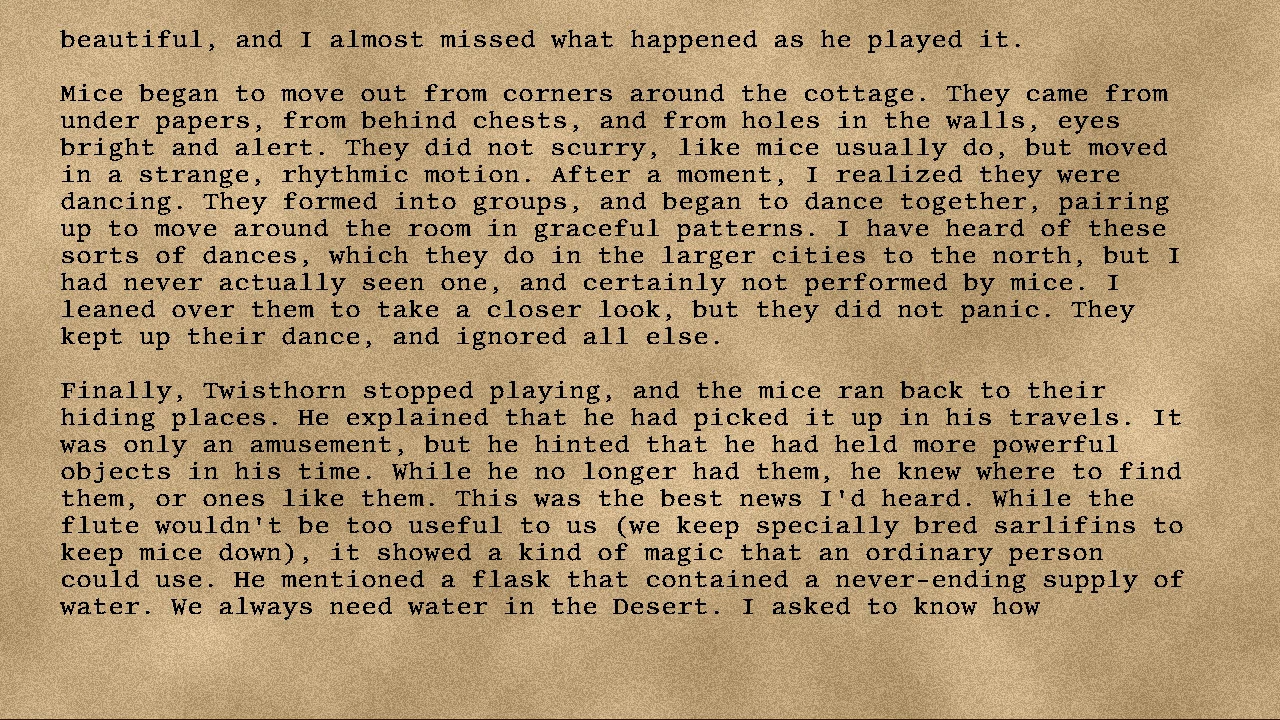 beautiful, and I almost missed what happened as he played it.
Mice began to move out from corners around the cottage. They came from
under papers, from behind chests, and from holes in the walls, eyes
bright and alert. They did not scurry, like mice usually do, but moved
in a strange, rhythmic motion. After a moment, I realized they were
dancing. They formed into groups, and began to dance together, pairing
up to move around the room in graceful patterns. I have heard of these
sorts of dances, which they do in the larger cities to the north, but I
had never actually seen one, and certainly not performed by mice. I
leaned over them to take a closer look, but they did not panic. They
kept up their dance, and ignored all else.
Finally, Twisthorn stopped playing, and the mice ran back to their
hiding places. He explained that he had picked it up in his travels. It
was only an amusement, but he hinted that he had held more powerful
objects in his time. While he no longer had them, he knew where to find
them, or ones like them. This was the best news I'd heard. While the
flute wouldn't be too useful to us (we keep specially bred sarlifins to
keep mice down), it showed a kind of magic that an ordinary person
could use. He mentioned a flask that contained a never-ending supply of
water. We always need water in the Desert. I asked to know how